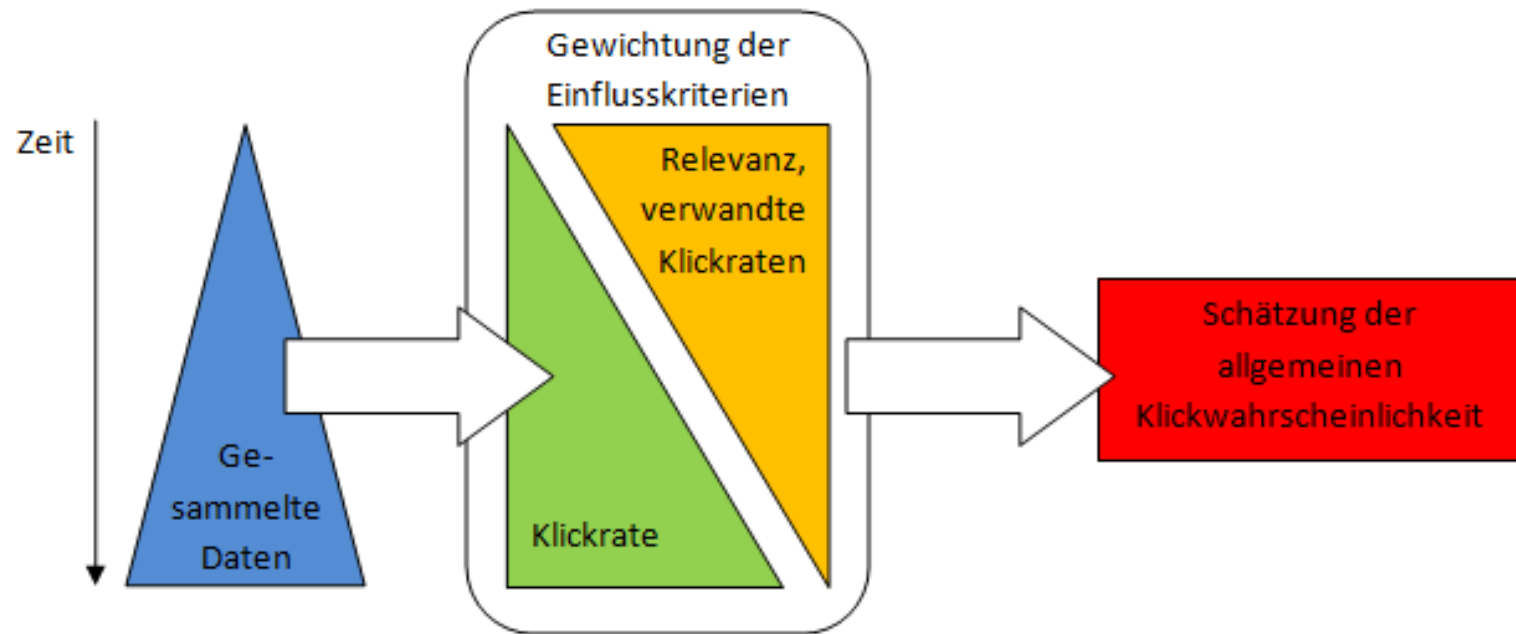 Gewichtung der
Einflusskriterien
Zeit
Relevanz,
verwandte
Klickraten
Schätzung der
allgemeinen
Klickwahrscheinlichkeit
Ge-
sammelte
Daten
Klickrate